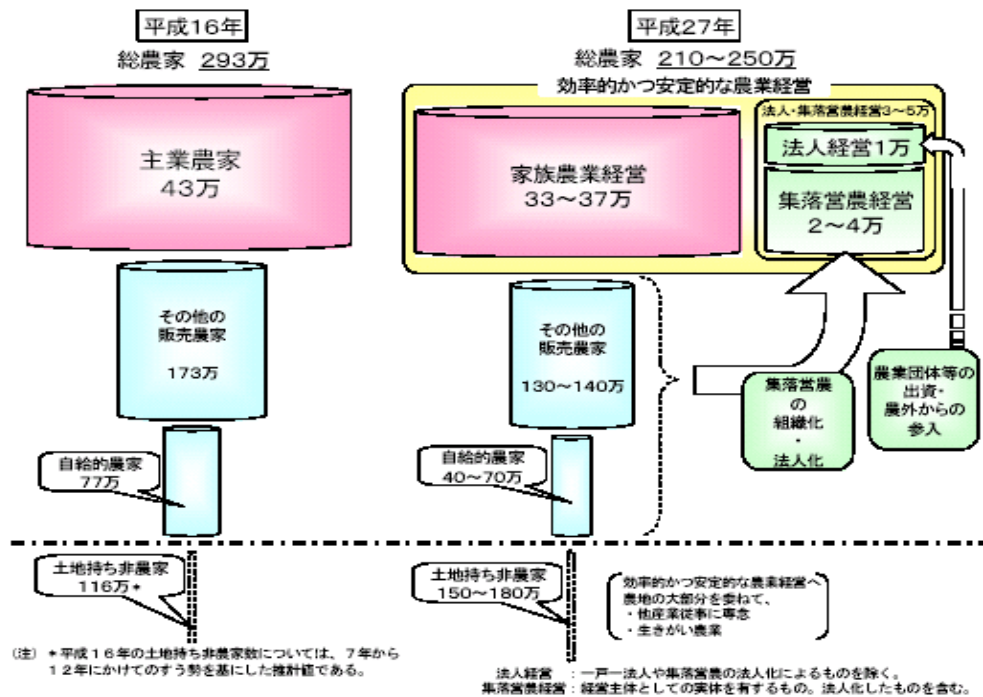 平成16年
総農家 293万
主業農家
43万
その他の
販売農家
173万
自給的農家
77万
土地持ち非農家
116万*
平成27年
総農家 210~250万
効率的かつ安定的な農業経営
家族農業経営
33~37万
法人・集落営農経営3~5万
法人経営1万
集落営農経営
2~4万
その他の
販売農家
130~140万
自給的農家
40~70万
集落営農
の
組織化
・
法人化
農業団体等の
出資・
農外からの
参入
土地持ち非農家
150~180万
効率的かつ安定的な農業経営へ
農地の大部分を委ねて、
・他産業従事に専念
・生きがい農業
(注) *平成16年の土地持ち非農家数については、7年から
12年にかけてのすう勢を基にした推計値である。
法人経営 :一戸一法人や集落営農の法人化によるものを除く。
集落営農経営:経営主体としての実体を有するもの。法人化したものを含む。